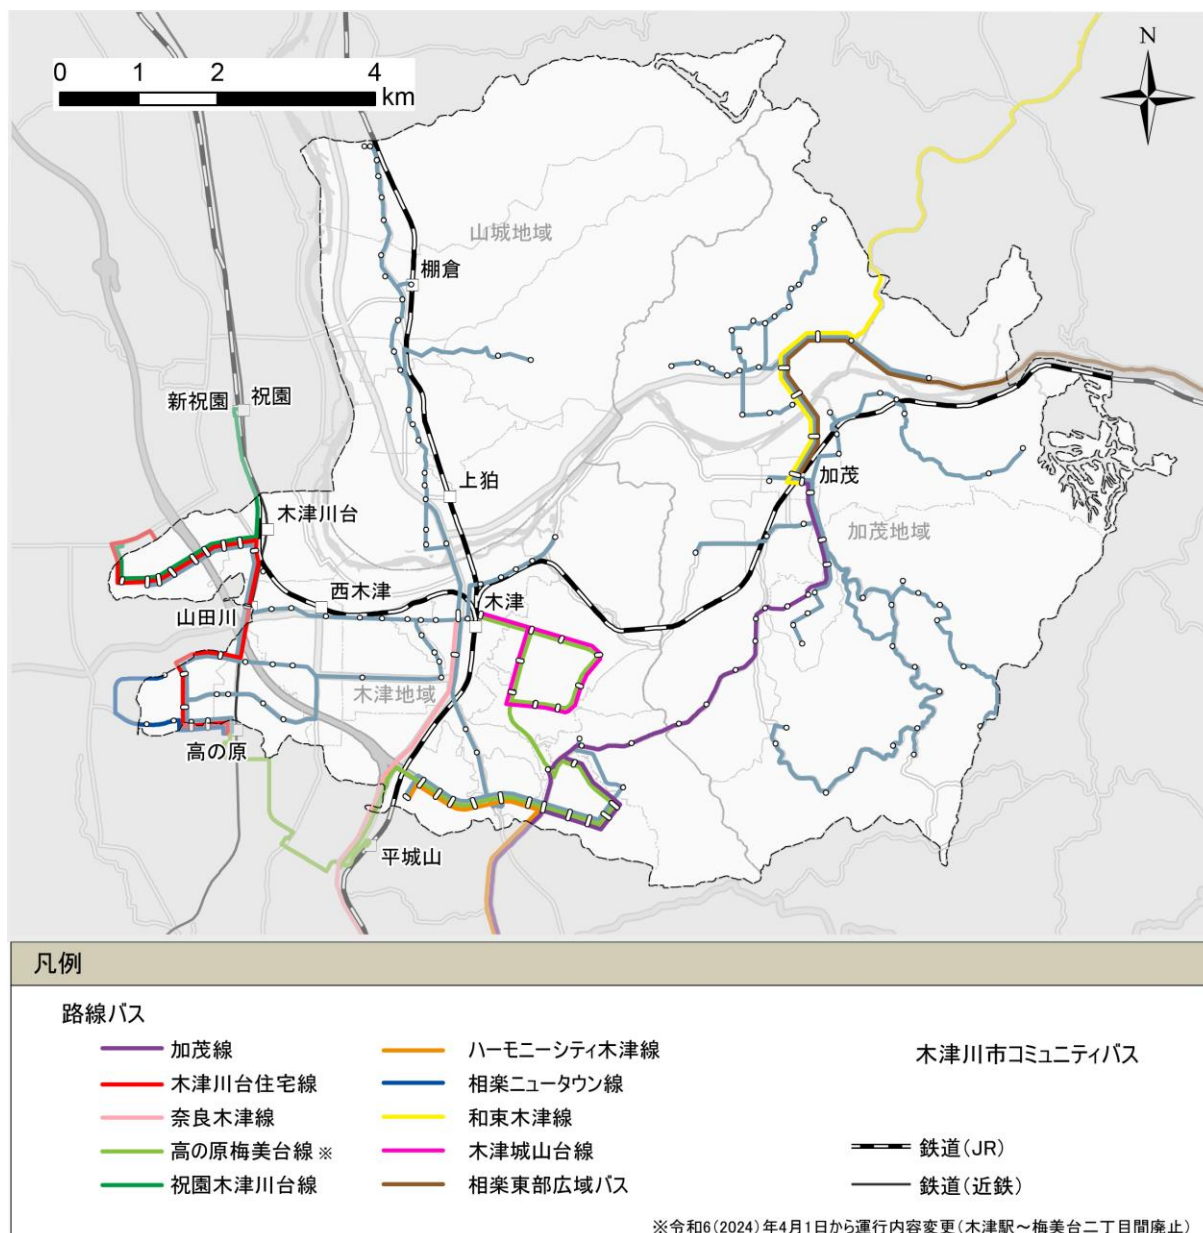 0 1 2 4
km
N
山城地域
棚倉
新祝園 祝園
上狛
加茂
木津川台
加茂地域
西木津
木津
山田川
木津地域
高の原
平城山
凡例
路線バス
加茂線
ハーモニーシティ木津線
木津川市コミュニティバス
木津川台住宅線
相楽ニュータウン線
奈良木津線
和束木津線
高の原梅美台線※
木津城山台線
鉄道(JR)
祝園木津川台線
相楽東部広域バス
鉄道(近鉄)
※令和6(2024)年4月1日から運行内容変更(木津駅~梅美台二丁目間廃止)